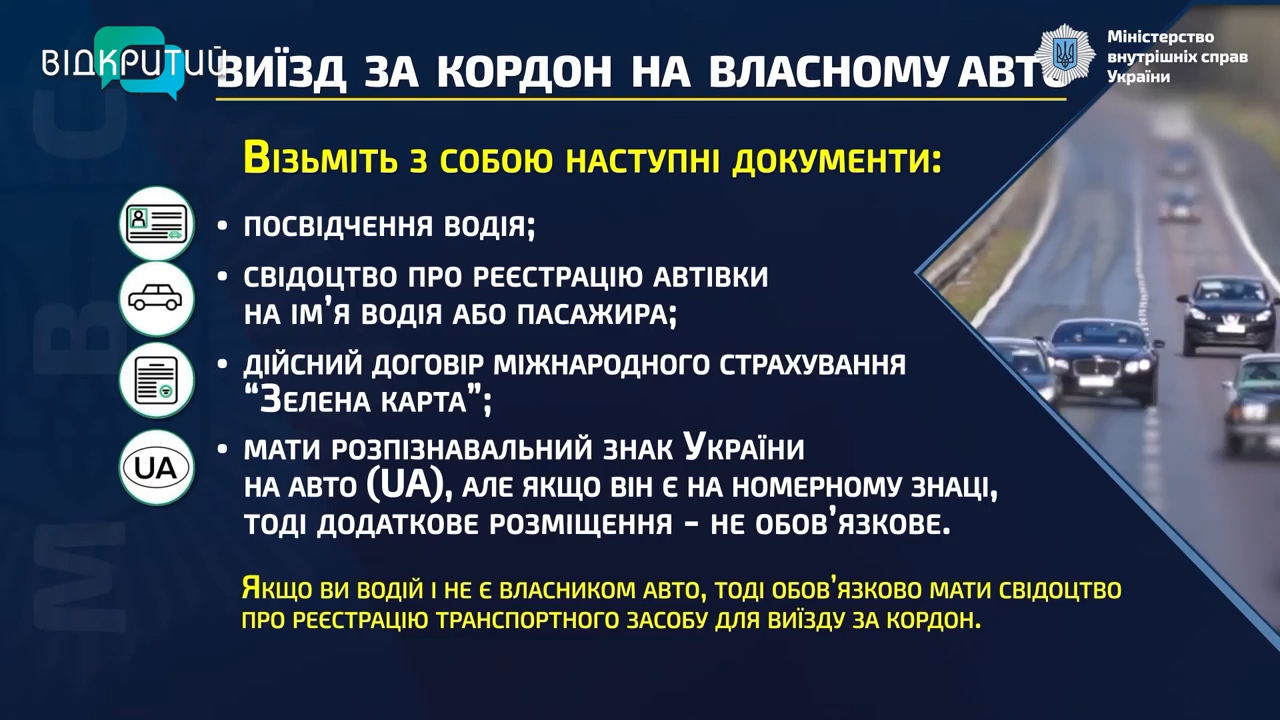 ВІДКРИТИЙ
ВИЇЗД ЗА КОРДОН НА ВЛАСНОМУ АВТО
Міністерство
внутрішніх справ
України
Візьміть з собою наступні документи:
• посвідчення водія;
• свідоцтво про реєстрацію автівки
на ім’я водія або пасажира;
• дійсний договір міжнародного страхування
“Зелена карта”;
UA
• мати розпізнавальний знак України
на авто (UA), але якщо він є на номерному знаці,
тоді додаткове розміщення – не обов’язкове.
Якщо ви водій і не є власником авто, тоді обов’язково мати свідоцтво
про реєстрацію транспортного засобу для виїзду за кордон.
МВС